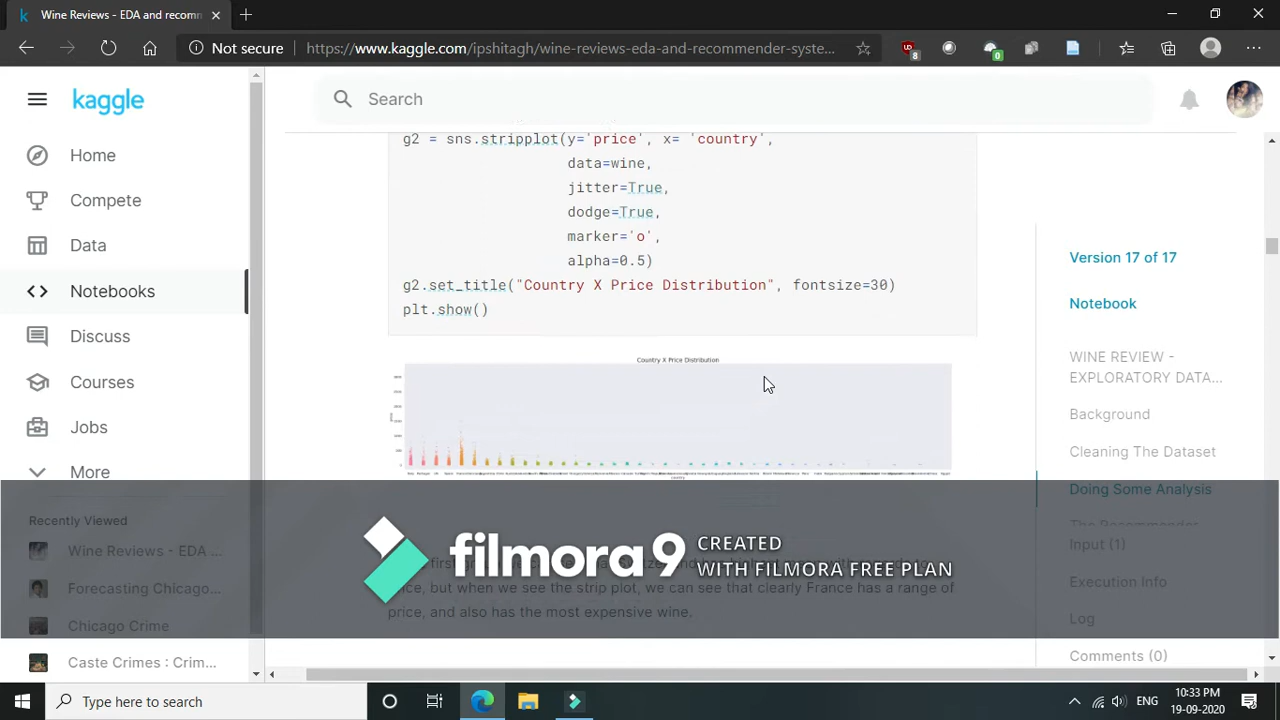 Wine Reviews - EDA and recomm
Not secure
https://www.kaggle.com/ipshitagh/wine-reviews-eda-and-recommender-syste...
8
0
kaggle
Search
Home
Compete
Data
Notebooks
Discuss
Courses
Jobs
More
Recently Viewed
Wine Reviews - EDA ...
Forecasting Chicago...
Chicago Crime
Caste Crimes : Crim...
g2 = sns.stripplot(y='price', x= 'country',
data=wine,
jitter=True,
dodge=True,
marker='o',
alpha=0.5)
g2.set_title("Country X Price Distribution", fontsize=30)
plt.show()
Country X Price Distribution
country
filmora9 CREATED
WITH FILMORA FREE PLAN
but when we see the strip plot, we can see that clearly France has a range of
price, and also has the most expensive wine.
Version 17 of 17
Notebook
WINE REVIEW -
EXPLORATORY DATA...
Background
Cleaning The Dataset
Doing Some Analysis
The Recommender
Input (1)
Execution Info
Log
Comments (0)
Type here to search
ENG
10:33 PM
19-09-2020